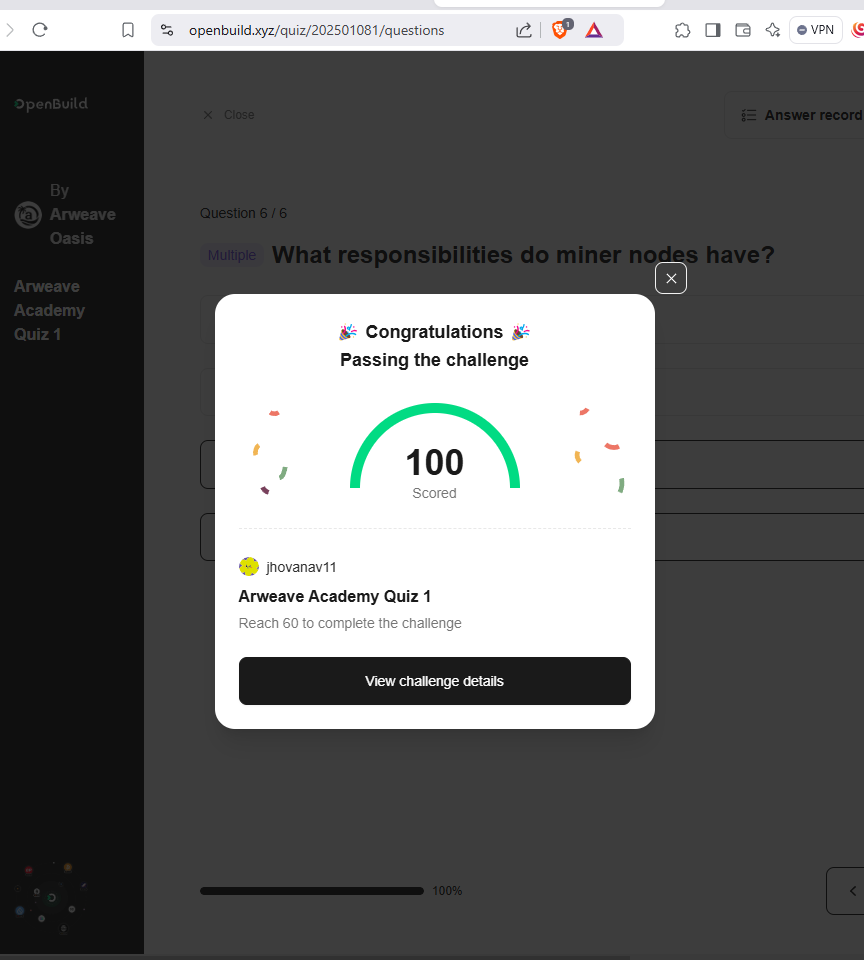 openbuild.xyz/quiz/202501081/questions
1
VPN
OpenBuild
Close
Answer record
By
Arweave
Oasis
Arweave
Academy
Quiz 1
Question 6 / 6
Multiple What responsibilities do miner nodes have?
🎉 Congratulations 🎉
Passing the challenge
100
Scored
jhovanav11
Arweave Academy Quiz 1
Reach 60 to complete the challenge
View challenge details
100%